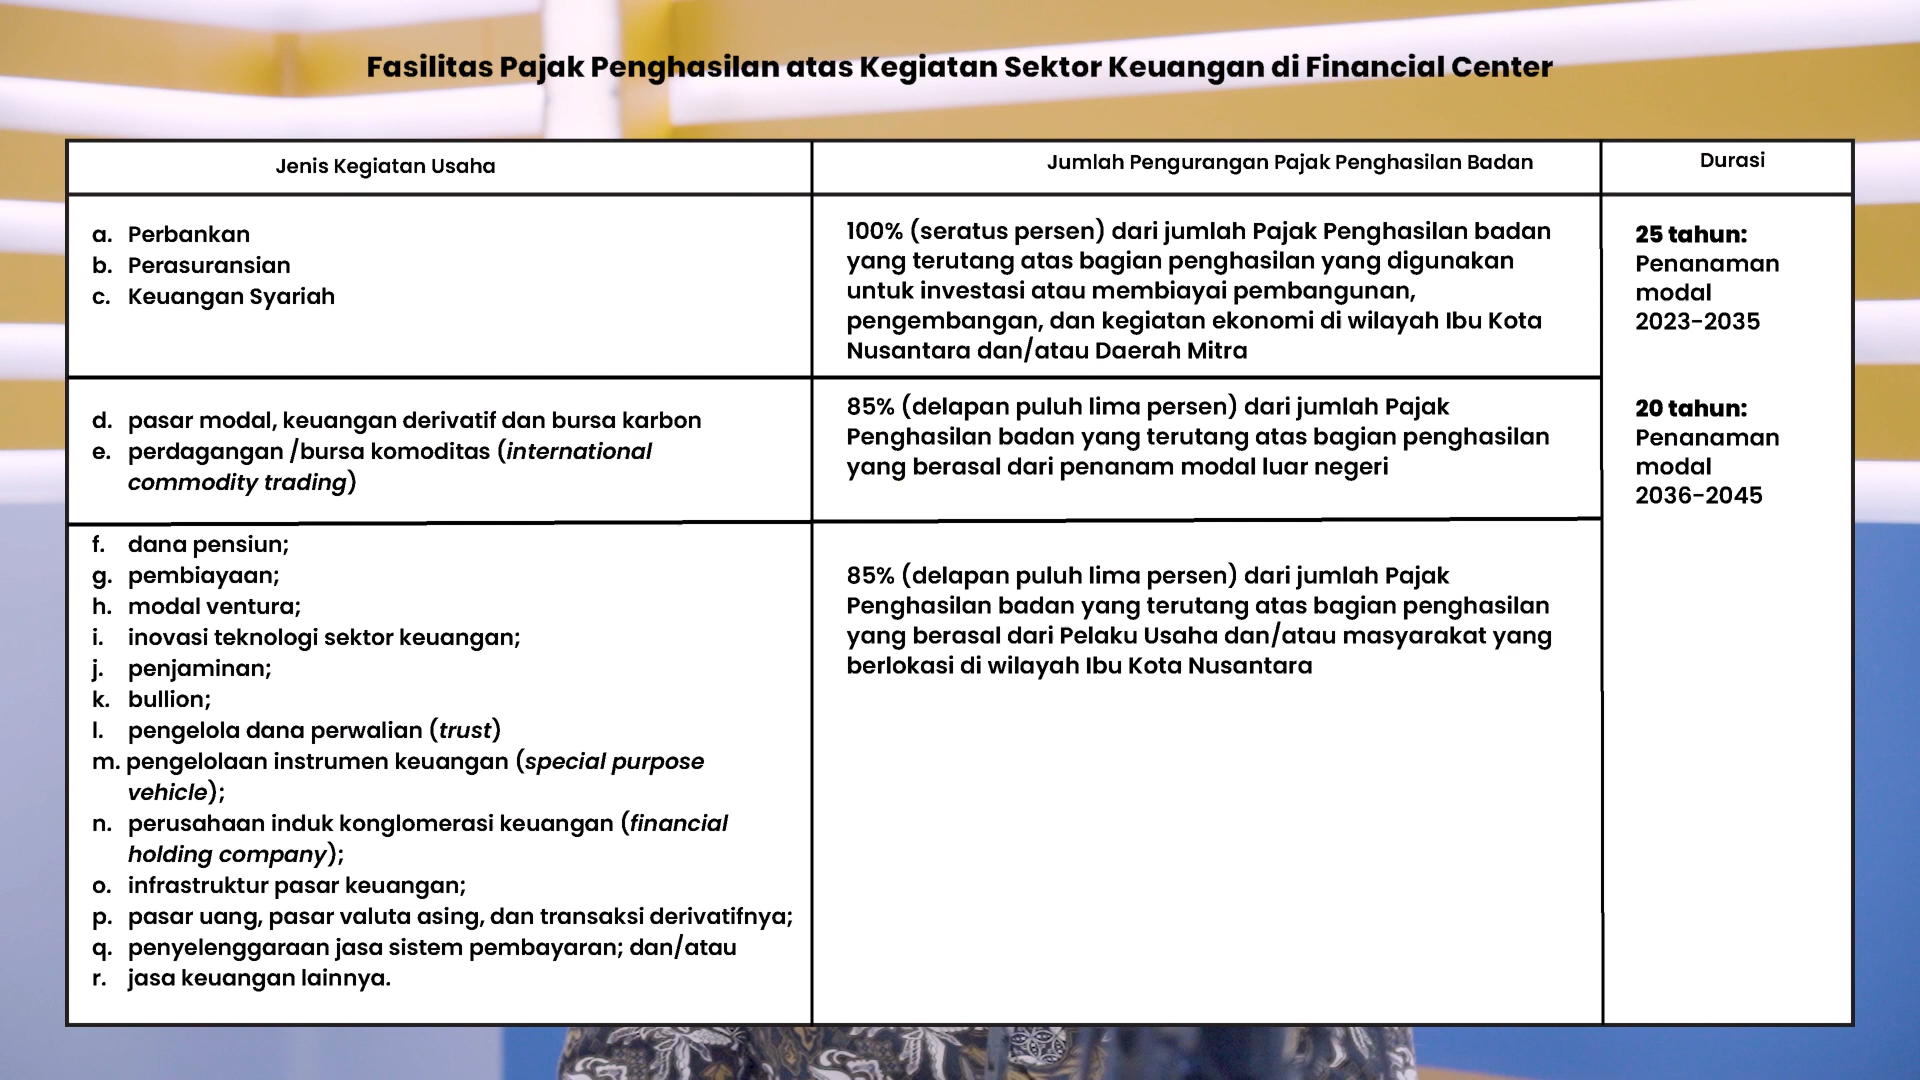 Fasilitas Pajak Penghasilan atas Kegiatan Sektor Keuangan di Financial Center
Jenis Kegiatan Usaha
Jumlah Pengurangan Pajak Penghasilan Badan
Durasi
a. Perbankan
b. Perasuransian
c. Keuangan Syariah
100% (seratus persen) dari jumlah Pajak Penghasilan badan
yang terutang atas bagian penghasilan yang digunakan
untuk investasi atau membiayai pembangunan,
pengembangan, dan kegiatan ekonomi di wilayah Ibu Kota
Nusantara dan/atau Daerah Mitra
25 tahun:
Penanaman
modal
2023-2035
d. pasar modal, keuangan derivatif dan bursa karbon
e. perdagangan /bursa komoditas (international
commodity trading)
85% (delapan puluh lima persen) dari jumlah Pajak
Penghasilan badan yang terutang atas bagian penghasilan
yang berasal dari penanam modal luar negeri
20 tahun:
Penanaman
modal
2036-2045
f. dana pensiun;
g. pembiayaan;
h. modal ventura;
i. inovasi teknologi sektor keuangan;
j. penjaminan;
k. bullion;
l. pengelola dana perwalian (trust)
m. pengelolaan instrumen keuangan (special purpose
vehicle);
n. perusahaan induk konglomerasi keuangan (financial
holding company);
o. infrastruktur pasar keuangan;
p. pasar uang, pasar valuta asing, dan transaksi derivatifnya;
q. penyelenggaraan jasa sistem pembayaran; dan/atau
r. jasa keuangan lainnya.
85% (delapan puluh lima persen) dari jumlah Pajak
Penghasilan badan yang terutang atas bagian penghasilan
yang berasal dari Pelaku Usaha dan/atau masyarakat yang
berlokasi di wilayah Ibu Kota Nusantara